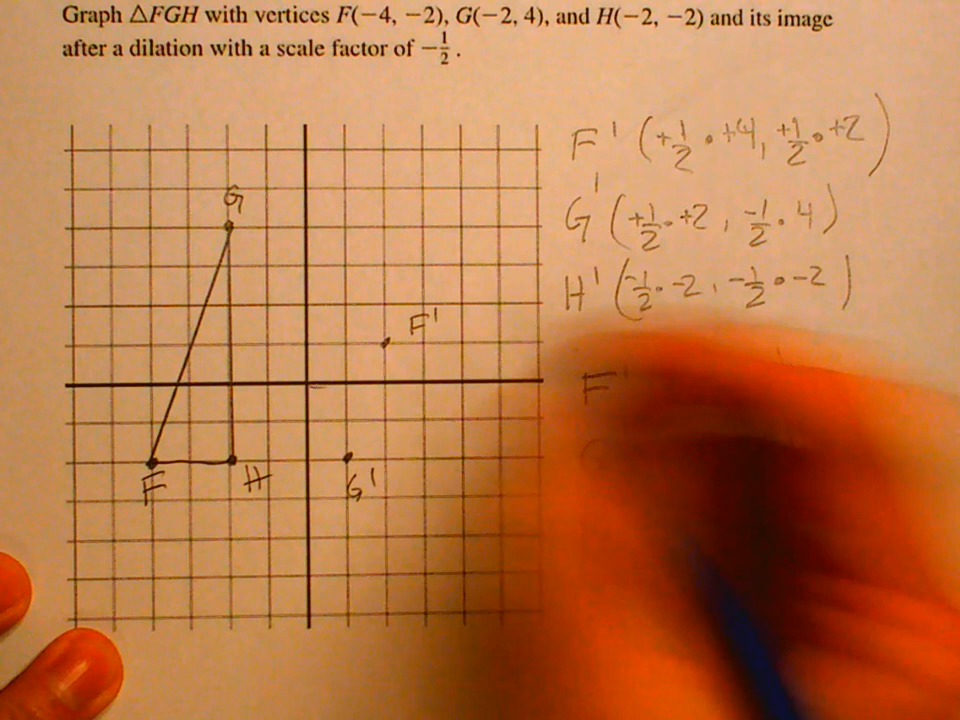 Graph △FGH with vertices F(−4, −2), G(−2, 4), and H(−2, −2) and its image
after a dilation with a scale factor of −1/2 .
F' (+1/2 • +4, +1/2 • +2)
G' (+1/2 • +2, -1/2 • 4)
H' (-1/2 • -2, -1/2 • -2)
G
F'
F'
F
H
G'